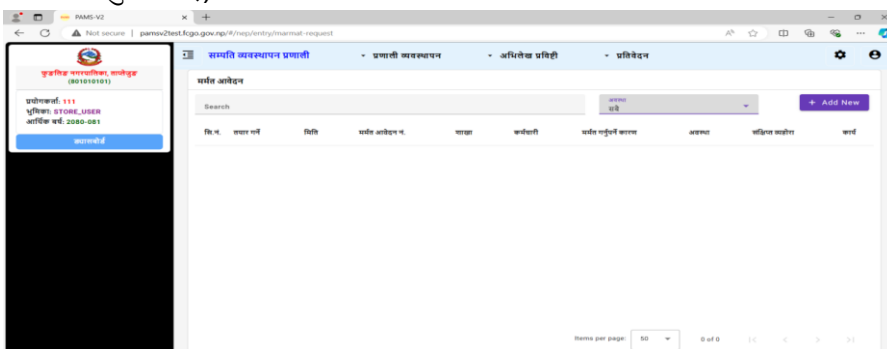 PAMS-V2
Not secure | pamsv2test.fcgo.gov.np/#/nep/entry/marmat-request
फुङलिङ नगरपालिका, ताप्लेजुङ
(801010101)
प्रयोगकर्ता: 111
भूमिका: STORE_USER
आर्थिक वर्ष: 2080-081
ड्यासबोर्ड
सम्पति व्यवस्थापन प्रणाली
प्रणाली व्यवस्थापन
अभिलेख प्रविष्टी
प्रतिवेदन
मर्मत आवेदन
Search
अवस्था
सबै
+ Add New
सि.नं. तयार गर्ने मिति मर्मत आवेदन नं. शाखा कर्मचारी मर्मत गर्नुपर्ने कारण अवस्था संक्षिप्त व्यहोरा कार्य
Items per page: 50 0 of 0